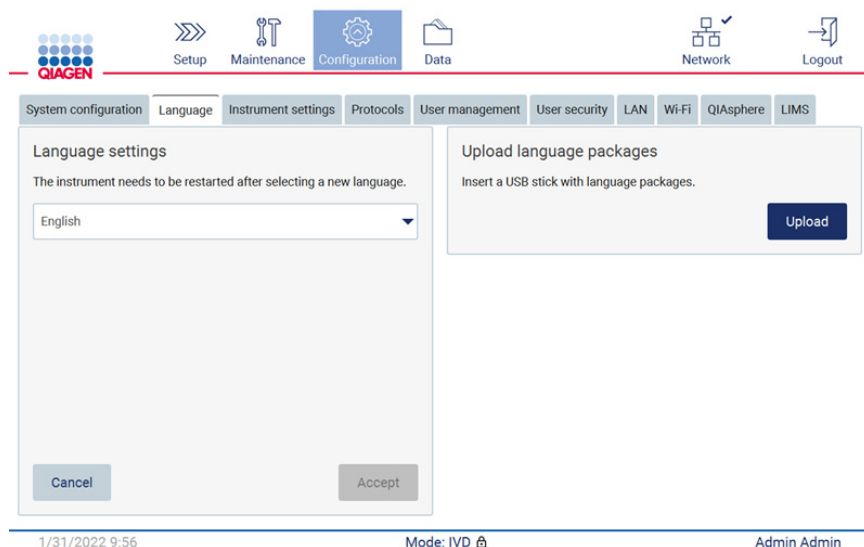 QIAGEN
Setup
Maintenance
Configuration
Data
Network
Logout
System configuration
Language
Instrument settings
Protocols
User management
User security
LAN
Wi-Fi
QIAsphere
LIMS
Language settings
The instrument needs to be restarted after selecting a new language.
English
Cancel
Accept
Upload language packages
Insert a USB stick with language packages.
Upload
1/31/2022 9:56
Mode: IVD
Admin Admin